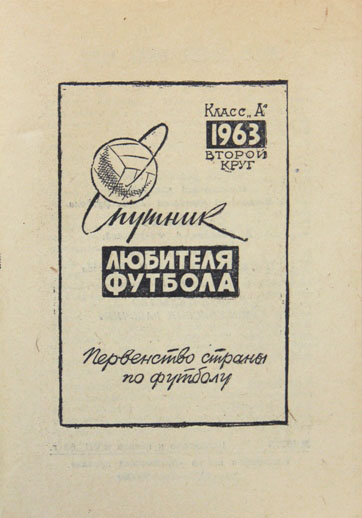 Класс „А“
1963
ВТОРОЙ
КРУГ
Спутник
ЛЮБИТЕЛЯ
ФУТБОЛА
Первенство страны
по футболу